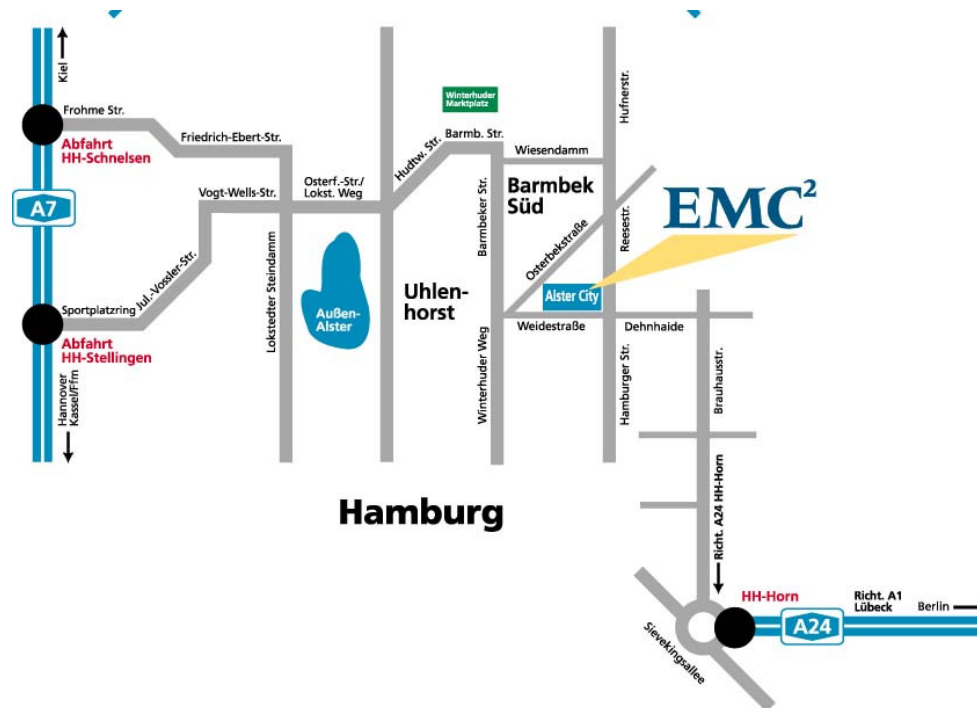 Kiel
Frohme Str.
Abfahrt
HH-Schnelsen
Friedrich-Ebert-Str.
A7
Vogt-Wells-Str.
Osterf.-Str./
Lokst. Weg
Hudtw. Str.
Winterhuder
Marktplatz
Barmb. Str.
Wiesendamm
Hufnerstr.
Barmbek
Süd
EMC²
Barmbeker Str.
Osterbekstraße
Reesestr.
Jul.-Vossler-Str.
Sportplatzring
Abfahrt
HH-Stellingen
Hannover
Kassel/Ffm
Lokstedter Steindamm
Außen-
Alster
Uhlen-
horst
Alster City
Weidestraße
Dehnhaide
Winterhuder Weg
Hamburger Str.
Brauhausstr.
Hamburg
Richt. A24 HH-Horn
HH-Horn
A24
Richt. A1
Lübeck
Berlin
Sievekingsallee